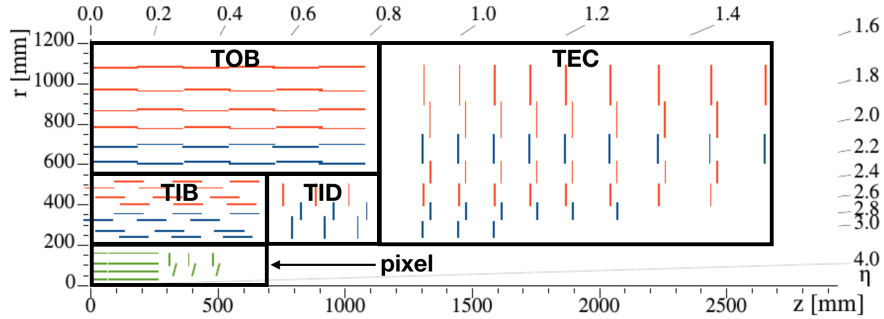 0.0 0.2 0.4 0.6 0.8 1.0 1.2 1.4 1.6
r [mm]
1200 TOB TEC
1000 1.8
800 2.0
600 2.2
2.4
TIB TID 2.6
400 2.8
3.0
200
pixel 4.0
0 η
0 500 1000 1500 2000 2500 z [mm]